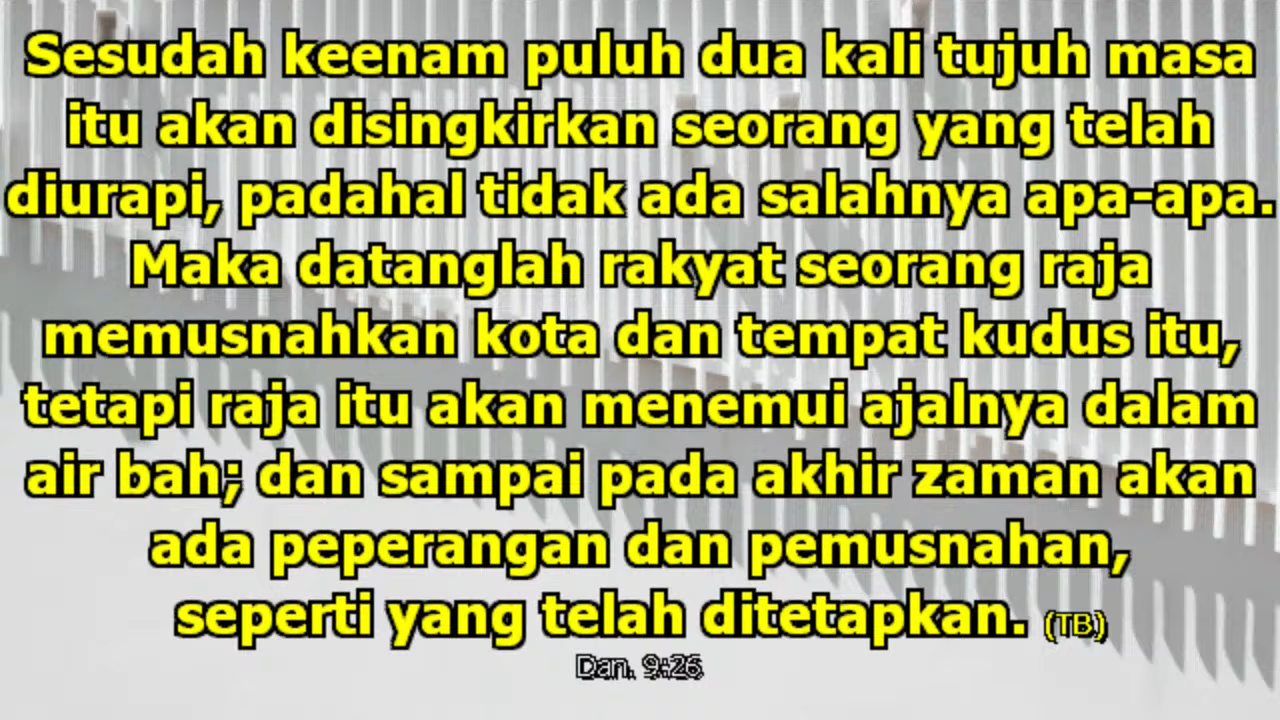 Sesudah keenam puluh dua kali tujuh masa
itu akan disingkirkan seorang yang telah
diurapi, padahal tidak ada salahnya apa-apa.
Maka datanglah rakyat seorang raja
memusnahkan kota dan tempat kudus itu,
tetapi raja itu akan menemui ajalnya dalam
air bah; dan sampai pada akhir zaman akan
ada peperangan dan pemusnahan,
seperti yang telah ditetapkan. (TB)
Dan. 9:26